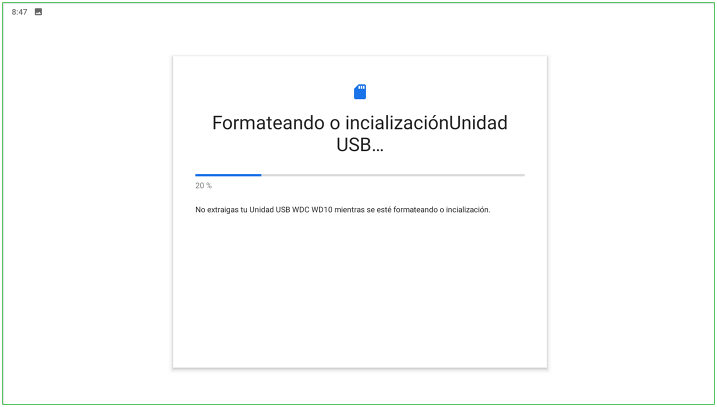 8:47
Formateando o incializaciónUnidad
USB…
20 %
No extraigas tu Unidad USB WDC WD10 mientras se esté formateando o incialización.